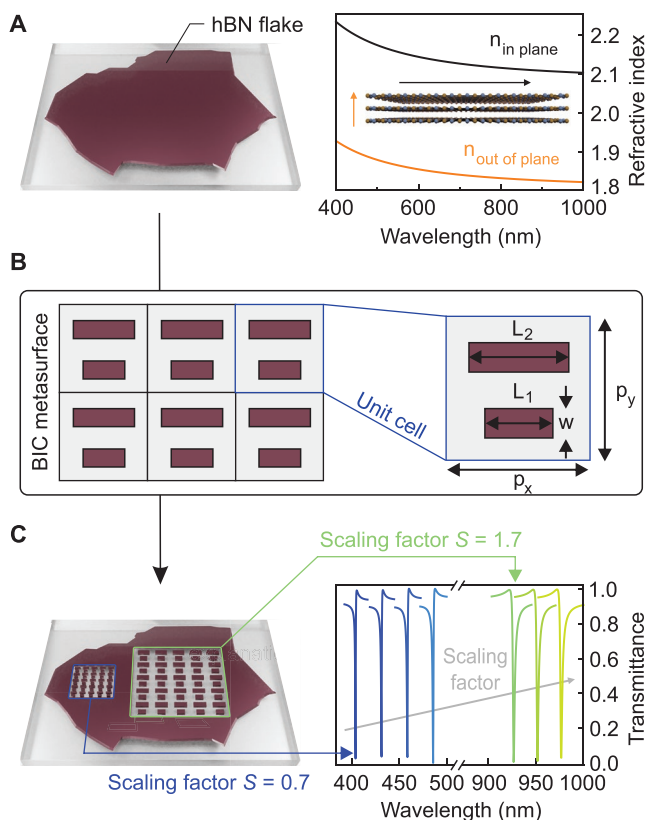 A
hBN flake
n in plane
n out of plane
2.2
2.1
2.0
1.9
1.8
Refractive index
400 600 800 1000
Wavelength (nm)
B
BIC metasurface
Unit cell
L2
L1
w
py
px
C
Scaling factor S = 1.7
Scaling factor S = 0.7
Scaling
factor
1.0
0.8
0.6
0.4
0.2
0.0
Transmittance
400 450 500 900 950 1000
Wavelength (nm)